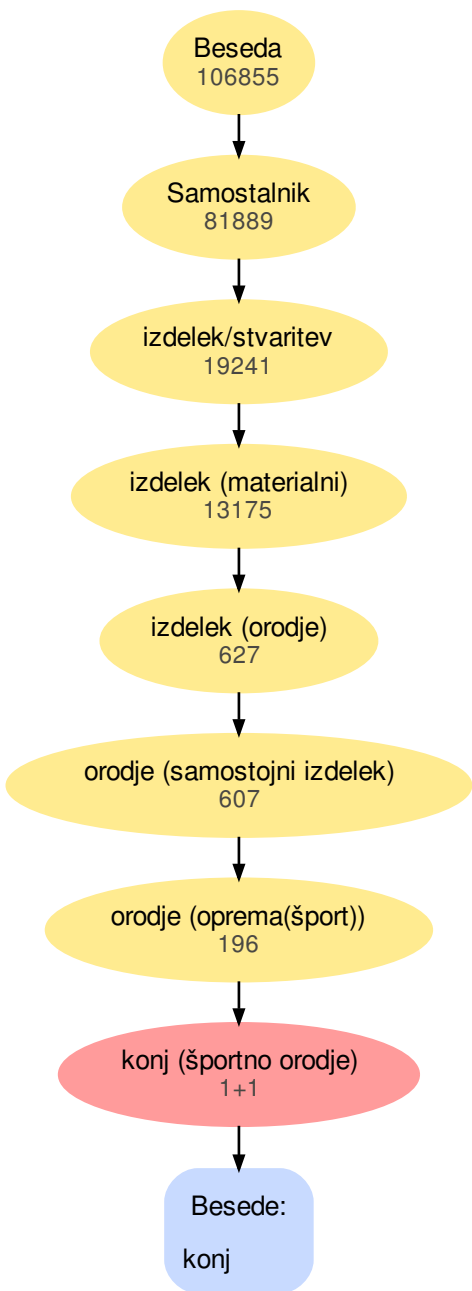 Beseda
106855
Samostalnik
81889
izdelek/stvaritev
19241
izdelek (materialni)
13175
izdelek (orodje)
627
orodje (samostojni izdelek)
607
orodje (oprema(šport))
196
konj (športno orodje)
1+1
Besede:
konj